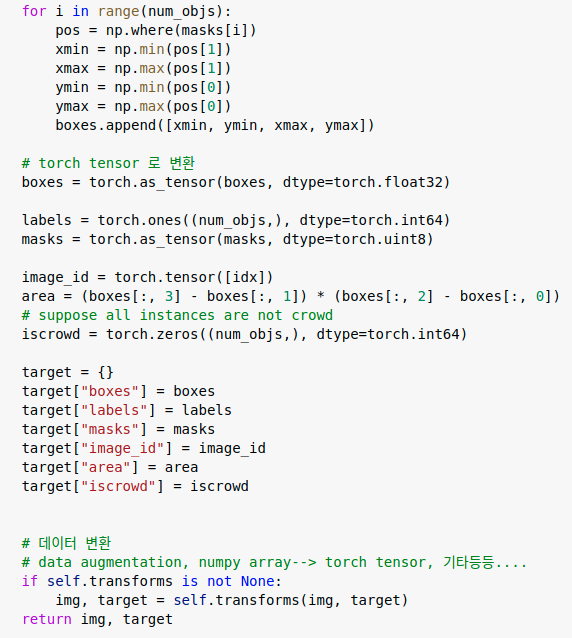 for i in range(num_objs):
    pos = np.where(masks[i])
    xmin = np.min(pos[1])
    xmax = np.max(pos[1])
    ymin = np.min(pos[0])
    ymax = np.max(pos[0])
    boxes.append([xmin, ymin, xmax, ymax])

# torch tensor 로 변환
boxes = torch.as_tensor(boxes, dtype=torch.float32)

labels = torch.ones((num_objs,), dtype=torch.int64)
masks = torch.as_tensor(masks, dtype=torch.uint8)

image_id = torch.tensor([idx])
area = (boxes[:, 3] - boxes[:, 1]) * (boxes[:, 2] - boxes[:, 0])
# suppose all instances are not crowd
iscrowd = torch.zeros((num_objs,), dtype=torch.int64)

target = {}
target["boxes"] = boxes
target["labels"] = labels
target["masks"] = masks
target["image_id"] = image_id
target["area"] = area
target["iscrowd"] = iscrowd


# 데이터 변환
# data augmentation, numpy array--> torch tensor, 기타등등....
if self.transforms is not None:
    img, target = self.transforms(img, target)
return img, target